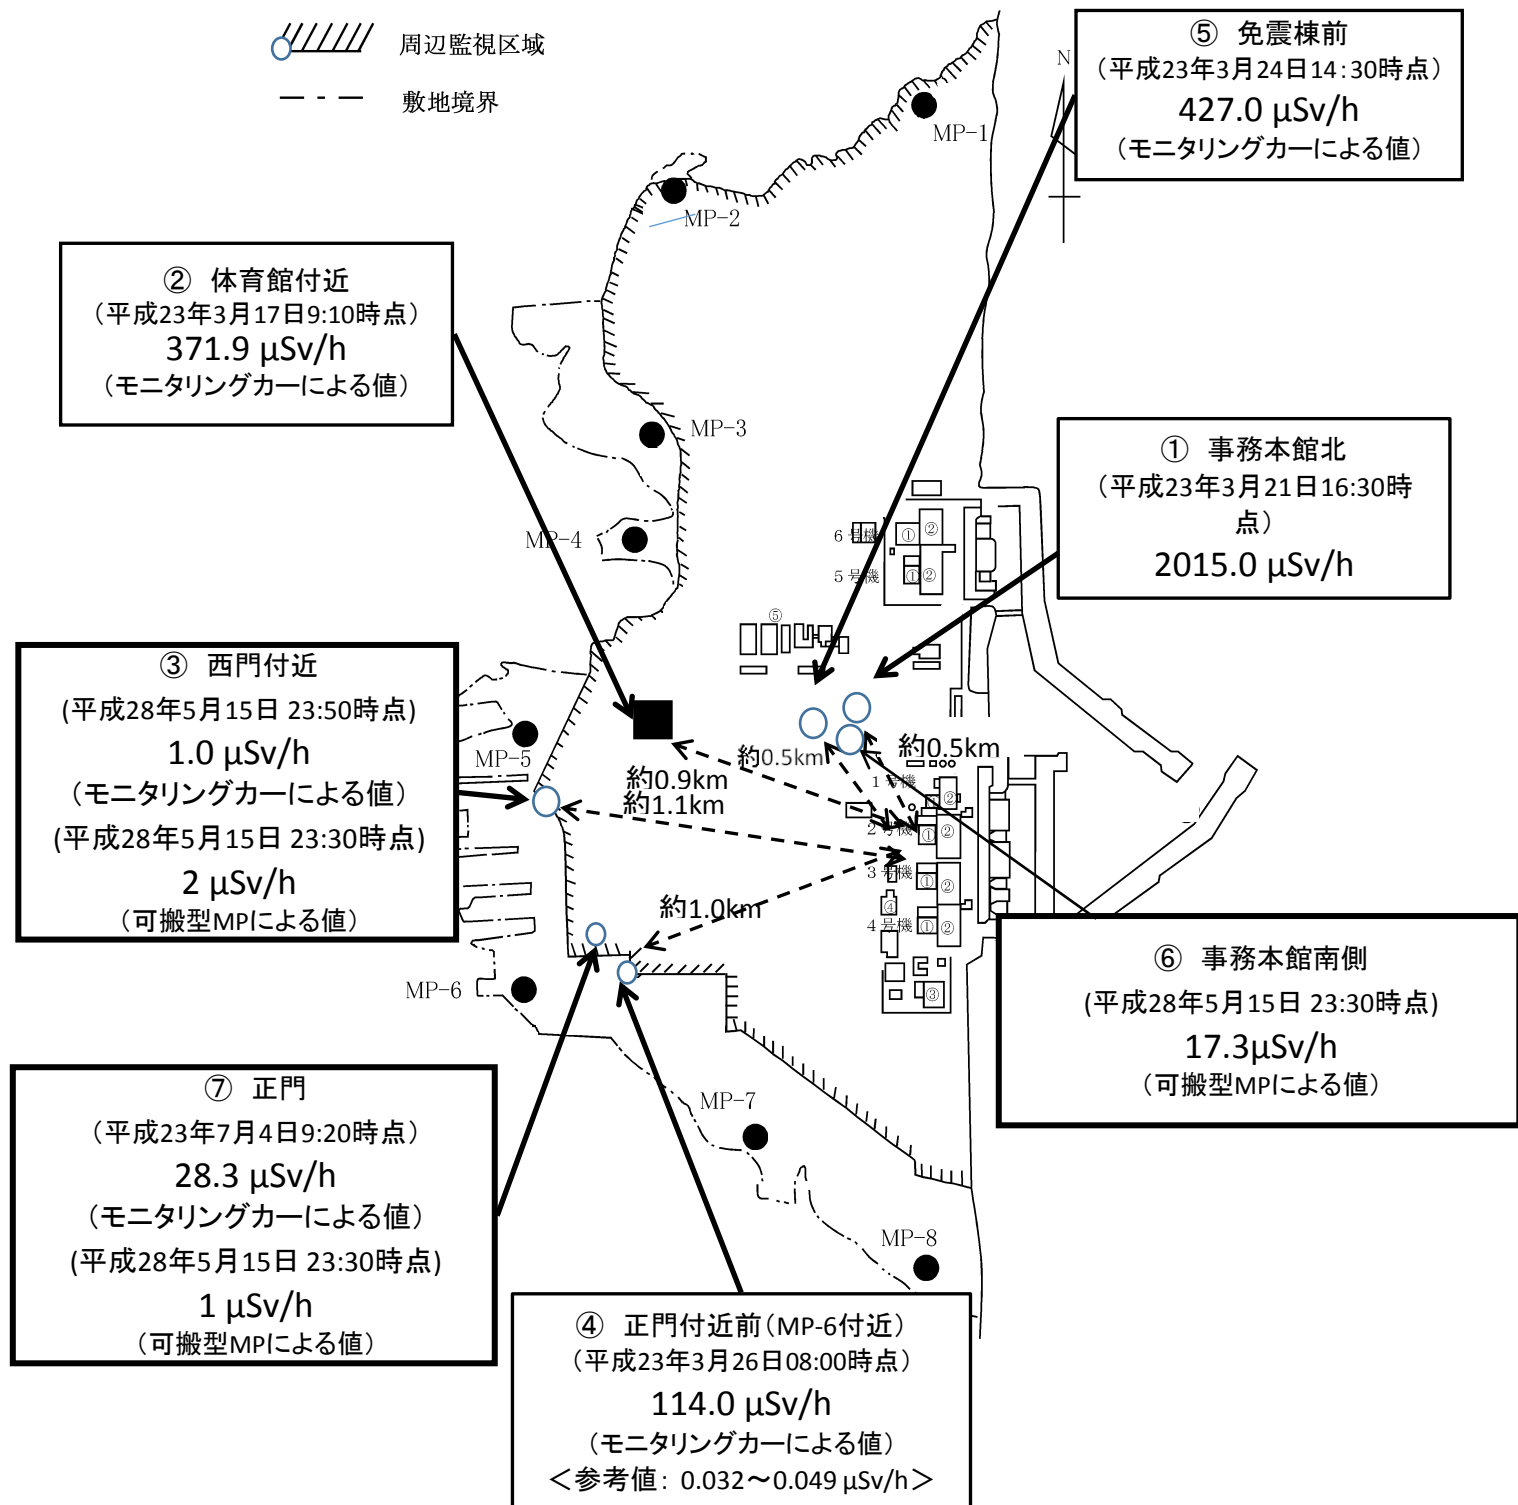 周辺監視区域
敷地境界
N
⑤ 免震棟前
（平成23年3月24日14:30時点）
427.0 μSv/h
（モニタリングカーによる値）
MP-1
MP-2
② 体育館付近
（平成23年3月17日9:10時点）
371.9 μSv/h
（モニタリングカーによる値）
MP-3
① 事務本館北
（平成23年3月21日16:30時
点）
2015.0 μSv/h
MP-4
6号機
①
②
5号機
①
②
⑤
③ 西門付近
(平成28年5月15日 23:50時点)
1.0 μSv/h
（モニタリングカーによる値）
(平成28年5月15日 23:30時点)
2 μSv/h
（可搬型MPによる値）
MP-5
約0.5km
約0.5km
約0.9km
約1.1km
1号機
①
②
2号機
①
②
3号機
①
②
④
4号機
①
②
約1.0km
③
MP-6
⑥ 事務本館南側
(平成28年5月15日 23:30時点)
17.3μSv/h
（可搬型MPによる値）
⑦ 正門
（平成23年7月4日9:20時点）
28.3 μSv/h
（モニタリングカーによる値）
(平成28年5月15日 23:30時点)
1 μSv/h
（可搬型MPによる値）
MP-7
MP-8
④ 正門付近前（MP-6付近）
（平成23年3月26日08:00時点）
114.0 μSv/h
（モニタリングカーによる値）
＜参考値： 0.032～0.049 μSv/h＞